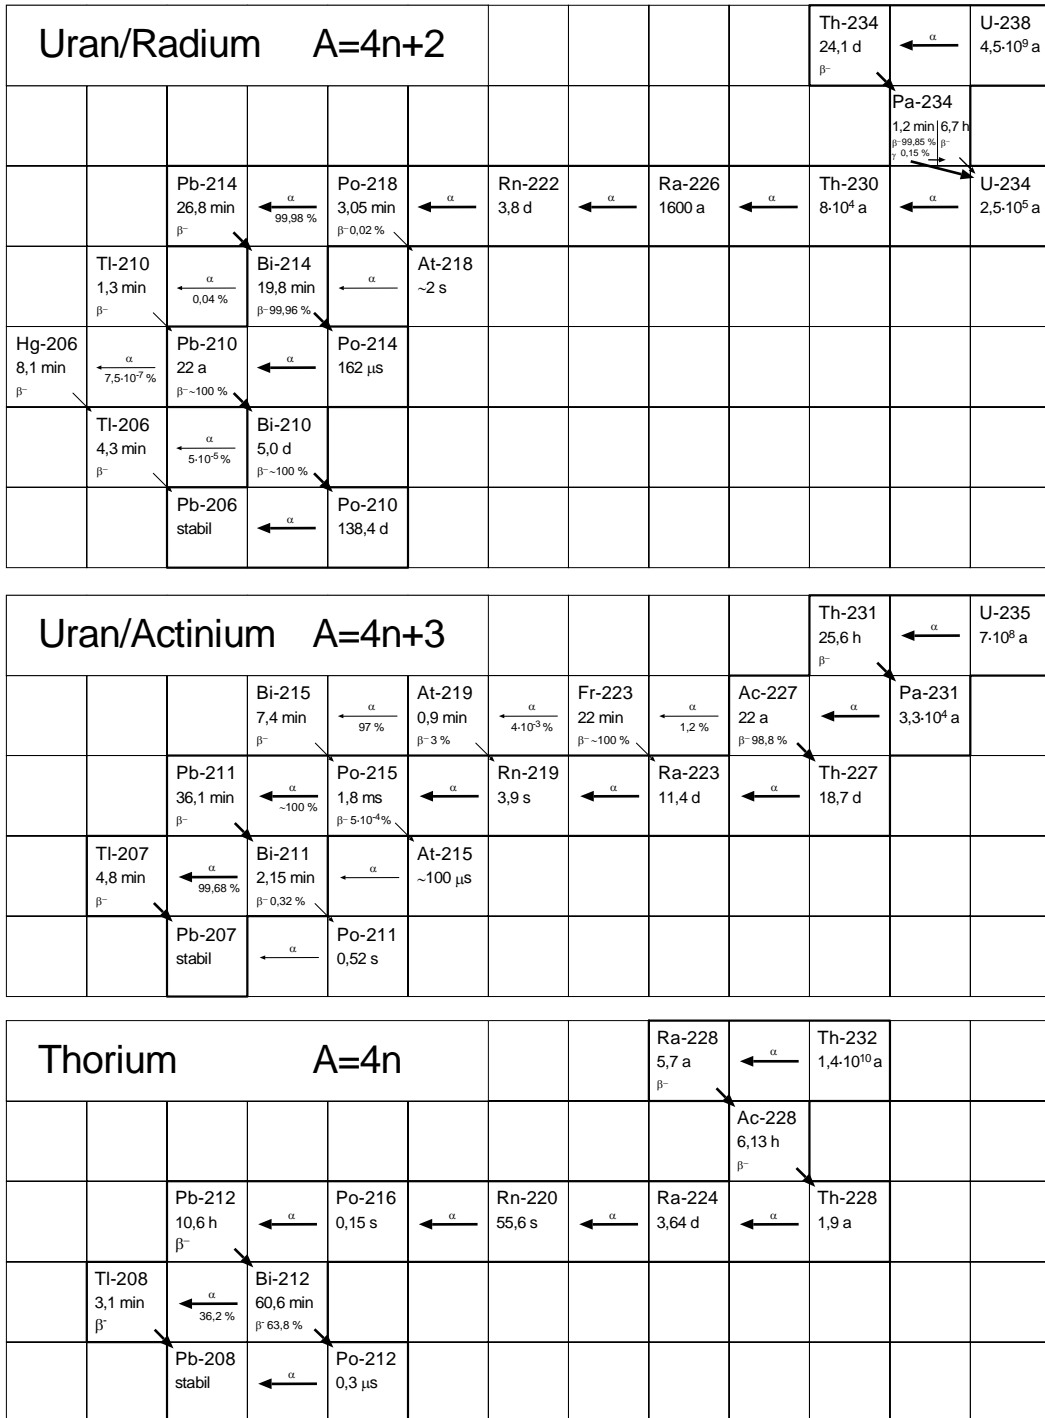 Uran/Radium A=4n+2
Th-234 U-238
α
24,1 d 4,5·10⁹ a
β⁻
Pa-234
1,2 min 6,7 h
β⁻99,85 % β⁻
γ 0,15 %
Pb-214 Po-218 Rn-222 Ra-226 Th-230 U-234
α α α α α
26,8 min 3,05 min 3,8 d 1600 a 8·10⁴ a 2,5·10⁵ a
99,98 %
β⁻ β⁻0,02 %
Tl-210 Bi-214 At-218
α α
1,3 min 19,8 min ~2 s
0,04 %
β⁻ β⁻99,96 %
Hg-206 Pb-210 Po-214
α α
8,1 min 22 a 162 μs
7,5·10⁻⁷ %
β⁻ β⁻~100 %
Tl-206 Bi-210
α
4,3 min 5,0 d
5·10⁻⁵ %
β⁻ β⁻~100 %
Pb-206 Po-210
α
stabil 138,4 d
Uran/Actinium A=4n+3
Th-231 U-235
α
25,6 h 7·10⁸ a
β⁻
Bi-215 At-219 Fr-223 Ac-227 Pa-231
α α α α
7,4 min 0,9 min 22 min 22 a 3,3·10⁴ a
97 % 4·10⁻³ % 1,2 %
β⁻ β⁻3 % β⁻~100 % β⁻98,8 %
Pb-211 Po-215 Rn-219 Ra-223 Th-227
α α α α
36,1 min 1,8 ms 3,9 s 11,4 d 18,7 d
~100 %
β⁻ β⁻5·10⁻⁴%
Tl-207 Bi-211 At-215
α α
4,8 min 2,15 min ~100 μs
99,68 %
β⁻ β⁻0,32 %
Pb-207 Po-211
α
stabil 0,52 s
Thorium A=4n
Ra-228 Th-232
α
5,7 a 1,4·10¹⁰ a
β⁻
Ac-228
6,13 h
β⁻
Pb-212 Po-216 Rn-220 Ra-224 Th-228
α α α α
10,6 h 0,15 s 55,6 s 3,64 d 1,9 a
β⁻
Tl-208 Bi-212
α
3,1 min 60,6 min
36,2 %
β⁻ β⁻63,8 %
Pb-208 Po-212
α
stabil 0,3 μs